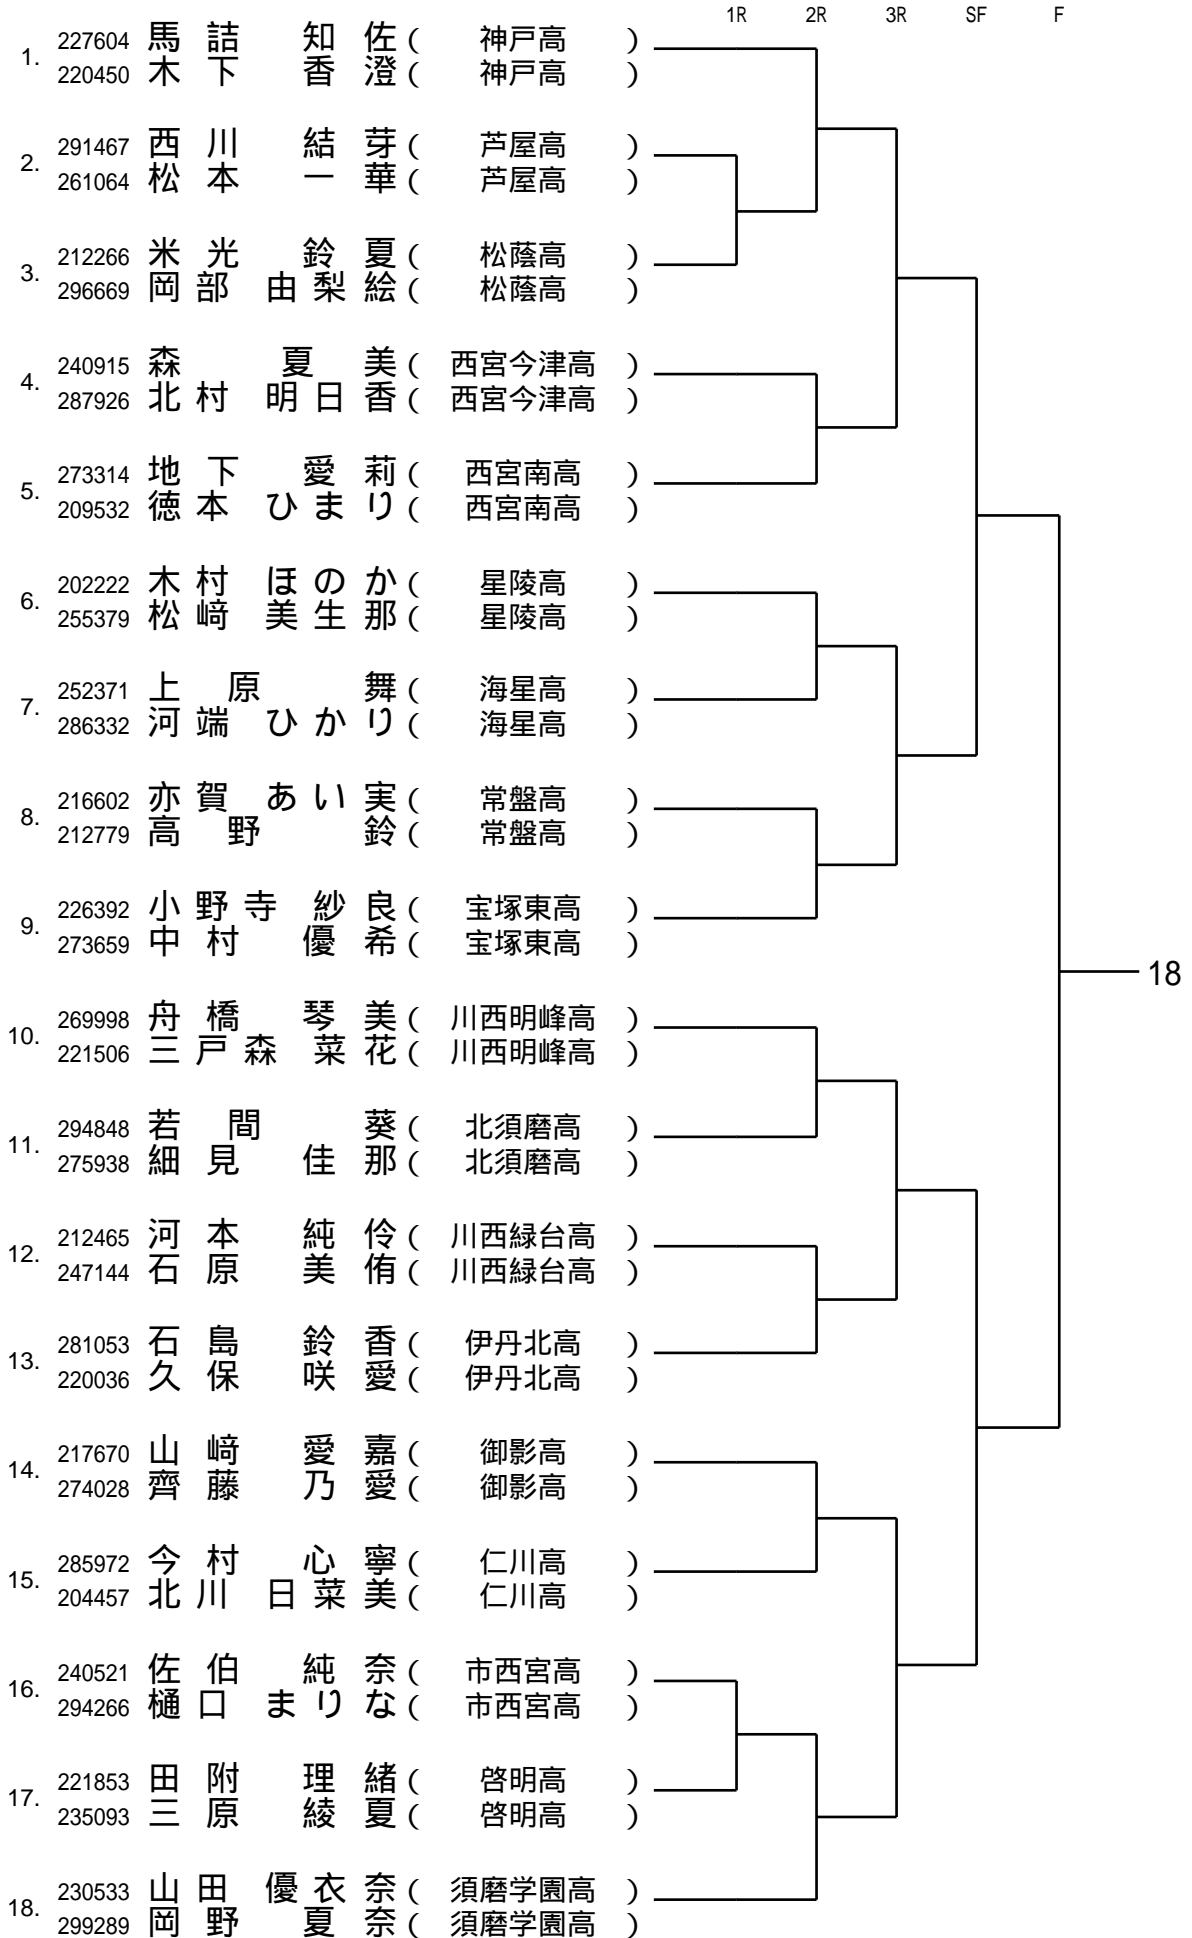 1R 2R 3R SF F
1. 227604 馬詰 知佐 ( 神戸高 )
220450 木下 香澄 ( 神戸高 )
2. 291467 西川 結芽 ( 芦屋高 )
261064 松本 一華 ( 芦屋高 )
3. 212266 米光 鈴夏 ( 松蔭高 )
296669 岡部 由梨絵 ( 松蔭高 )
4. 240915 森 夏美 ( 西宮今津高 )
287926 北村 明日香 ( 西宮今津高 )
5. 273314 地下 愛莉 ( 西宮南高 )
209532 徳本 ひまり ( 西宮南高 )
6. 202222 木村 ほのか ( 星陵高 )
255379 松﨑 美生那 ( 星陵高 )
7. 252371 上原 舞 ( 海星高 )
286332 河端 ひかり ( 海星高 )
8. 216602 亦賀 あい実 ( 常盤高 )
212779 高野 鈴 ( 常盤高 )
9. 226392 小野寺 紗良 ( 宝塚東高 )
273659 中村 優希 ( 宝塚東高 )
18
10. 269998 舟橋 琴美 ( 川西明峰高 )
221506 三戸森 菜花 ( 川西明峰高 )
11. 294848 若間 葵 ( 北須磨高 )
275938 細見 佳那 ( 北須磨高 )
12. 212465 河本 純伶 ( 川西緑台高 )
247144 石原 美侑 ( 川西緑台高 )
13. 281053 石島 鈴香 ( 伊丹北高 )
220036 久保 咲愛 ( 伊丹北高 )
14. 217670 山﨑 愛嘉 ( 御影高 )
274028 齊藤 乃愛 ( 御影高 )
15. 285972 今村 心寧 ( 仁川高 )
204457 北川 日菜美 ( 仁川高 )
16. 240521 佐伯 純奈 ( 市西宮高 )
294266 樋口 まりな ( 市西宮高 )
17. 221853 田附 理緒 ( 啓明高 )
235093 三原 綾夏 ( 啓明高 )
18. 230533 山田 優衣奈 ( 須磨学園高 )
299289 岡野 夏奈 ( 須磨学園高 )